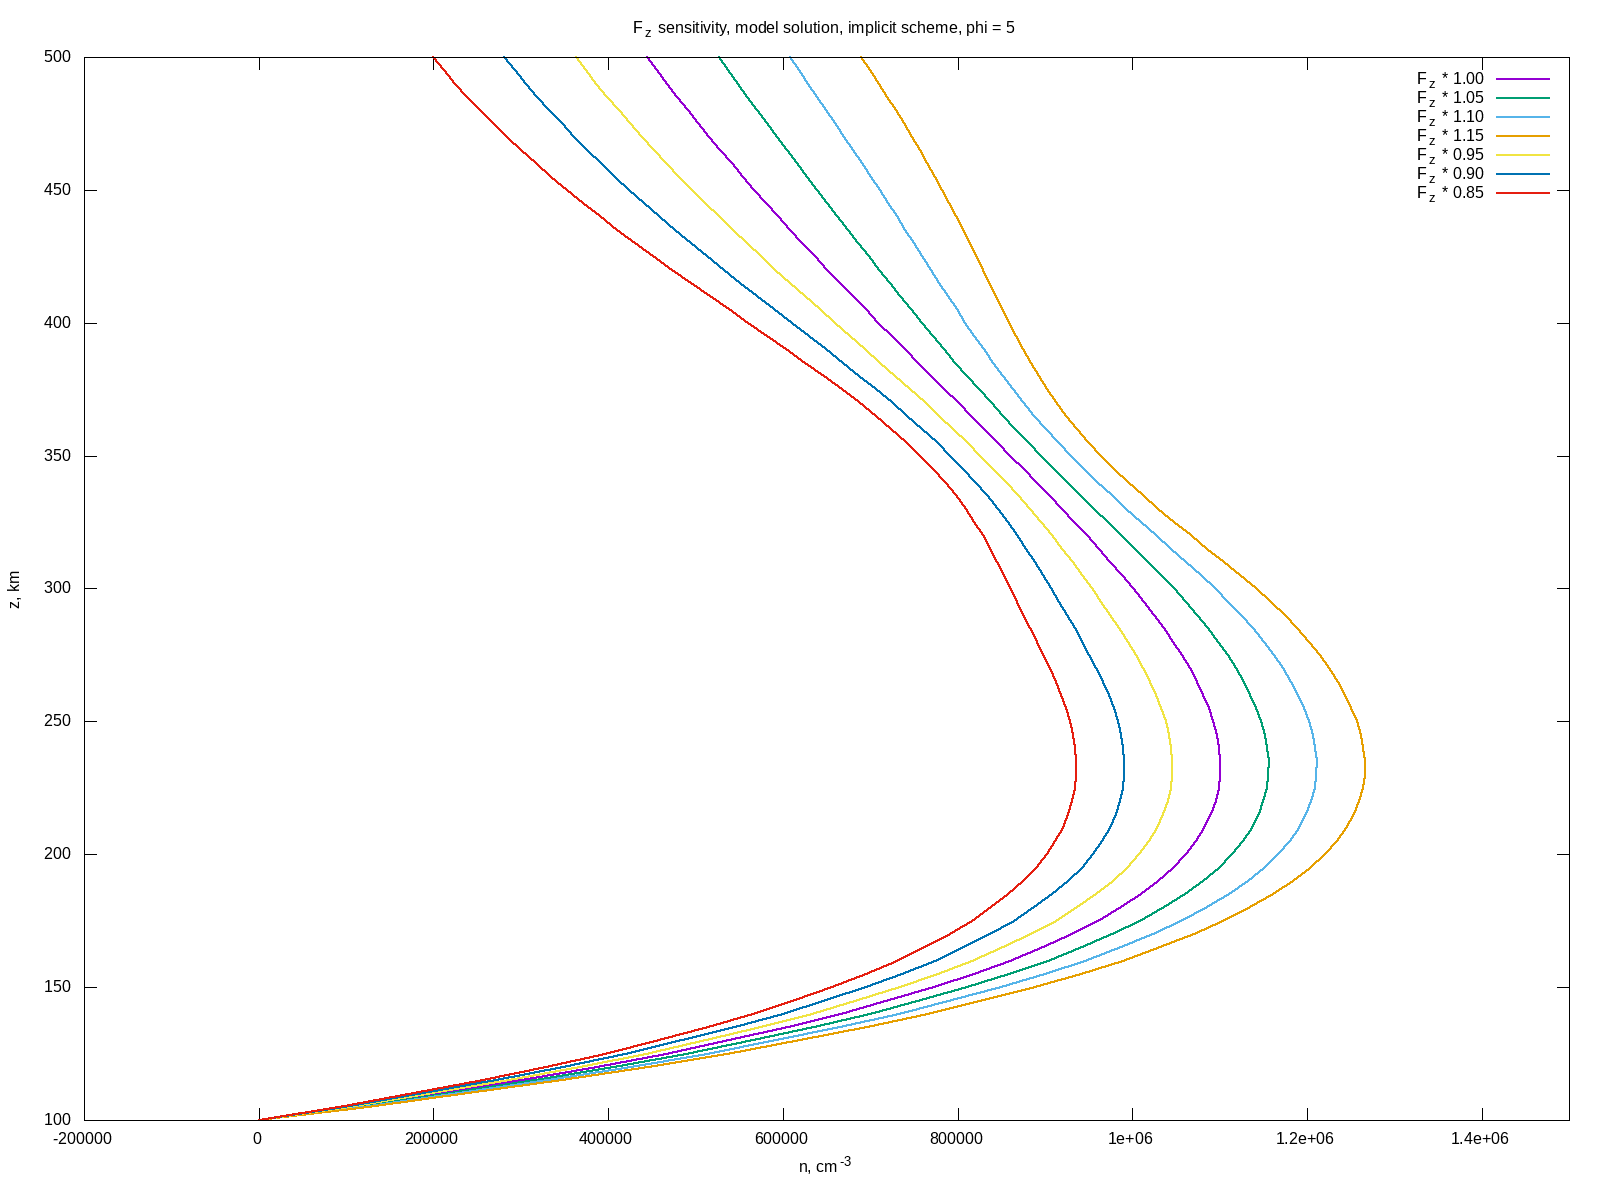 F z sensitivity, model solution, implicit scheme, phi = 5
F z * 1.00
F z * 1.05
F z * 1.10
F z * 1.15
F z * 0.95
F z * 0.90
F z * 0.85
500
450
400
350
300
250
200
150
100
z, km
-200000 0 200000 400000 600000 800000 1e+06 1.2e+06 1.4e+06
n, cm -3